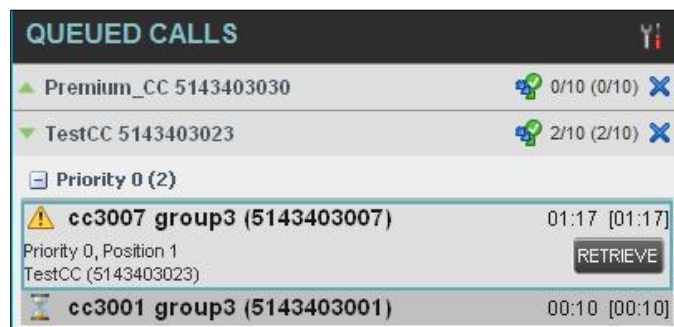 QUEUED CALLS
Premium_CC 5143403030 0/10 (0/10)
TestCC 5143403023 2/10 (2/10)
Priority 0 (2)
cc3007 group3 (5143403007) 01:17 [01:17]
Priority 0, Position 1
RETRIEVE
TestCC (5143403023)
cc3001 group3 (5143403001) 00:10 [00:10]